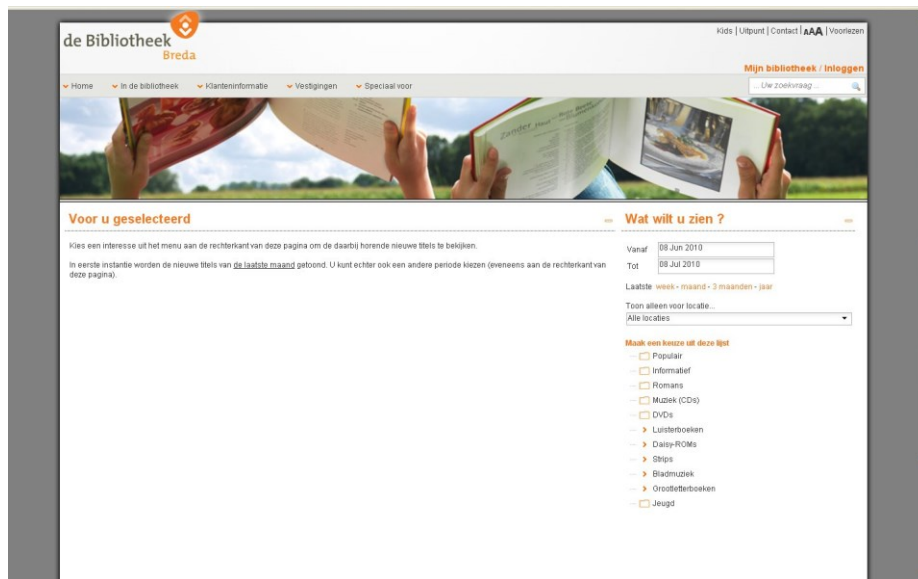 de Bibliotheek
Breda
Kids | Uitpunt | Contact | AAA | Voorlezen
Mijn bibliotheek / Inloggen
Home In de bibliotheek Klanteninformatie Vestigingen Speciaal voor
... Uw zoekvraag ...
Zander
Voor u geselecteerd
Kies een interesse uit het menu aan de rechterkant van deze pagina om de daarbij horende nieuwe titels te bekijken.
In eerste instantie worden de nieuwe titels van de laatste maand getoond. U kunt echter ook een andere periode kiezen (eveneens aan de rechterkant van
deze pagina).
Wat wilt u zien ?
Vanaf 08 Jun 2010
Tot 08 Jul 2010
Laatste week - maand - 3 maanden - jaar
Toon alleen voor locatie...
Alle locaties
Maak een keuze uit deze lijst
Populair
Informatief
Romans
Muziek (CDs)
DVDs
Luisterboeken
Daisy-ROMs
Strips
Bladmuziek
Grootletterboeken
Jeugd